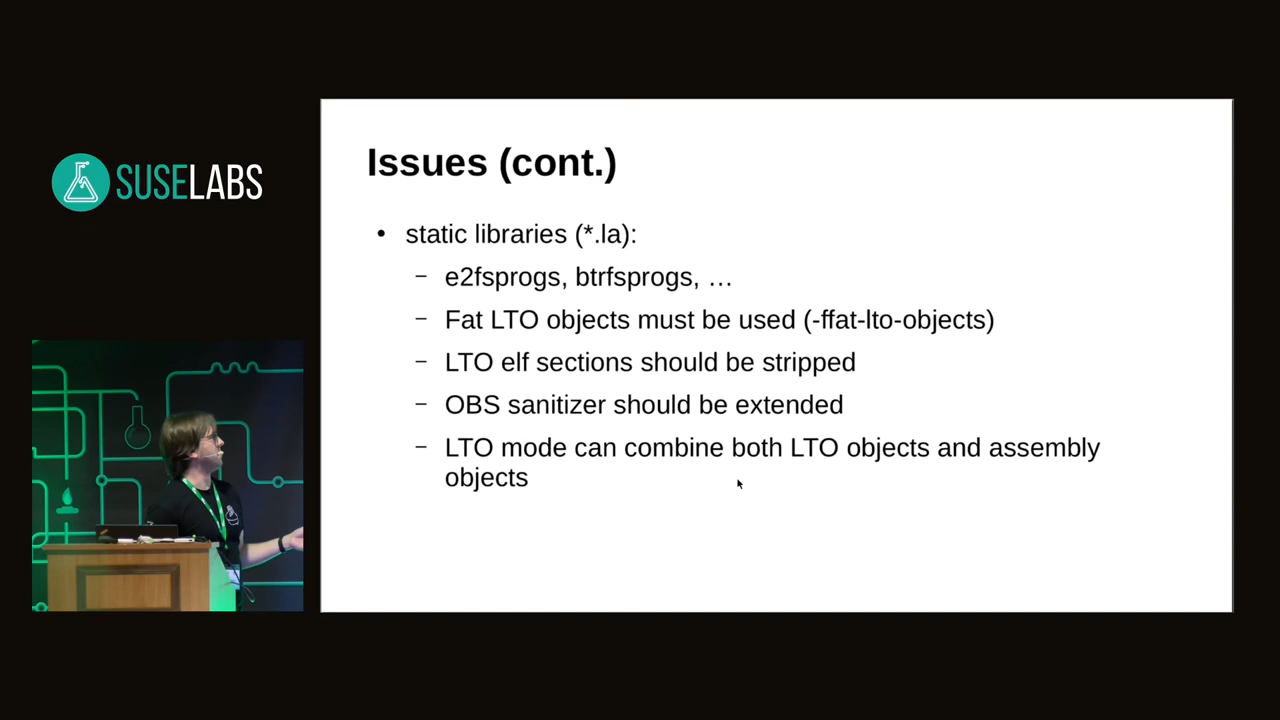 SUSELABS
Issues (cont.)
• static libraries (*.la):
– e2fsprogs, btrfsprogs, …
– Fat LTO objects must be used (-ffat-lto-objects)
– LTO elf sections should be stripped
– OBS sanitizer should be extended
– LTO mode can combine both LTO objects and assembly
objects